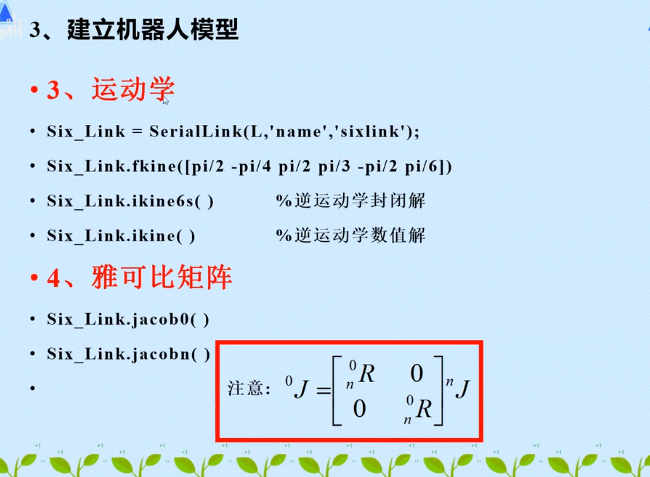 3、建立机器人模型
• 3、运动学
• Six_Link = SerialLink(L,'name','sixlink');
• Six_Link.fkine([pi/2 -pi/4 pi/2 pi/3 -pi/2 pi/6])
• Six_Link.ikine6s( ) %逆运动学封闭解
• Six_Link.ikine( ) %逆运动学数值解
• 4、雅可比矩阵
• Six_Link.jacob0( )
• Six_Link.jacobn( )
注意: ⁰J = [ ⁰ₙR 0 ; 0 ⁰ₙR ] ⁿJ